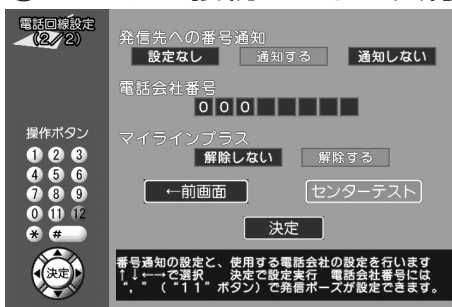 電話回線設定
(2/2)
発信先への番号通知
設定なし 通知する 通知しない
電話会社番号
0 0 0
マイラインプラス
解除しない 解除する
←前画面 センターテスト
決定
操作ボタン
1 2 3
4 5 6
7 8 9
0 11 12
* #
決定
番号通知の設定と、使用する電話会社の設定を行います
↑↓←→で選択 決定で設定実行 電話会社番号には
“，”(“11”ボタン)で発信ポーズが設定できます。